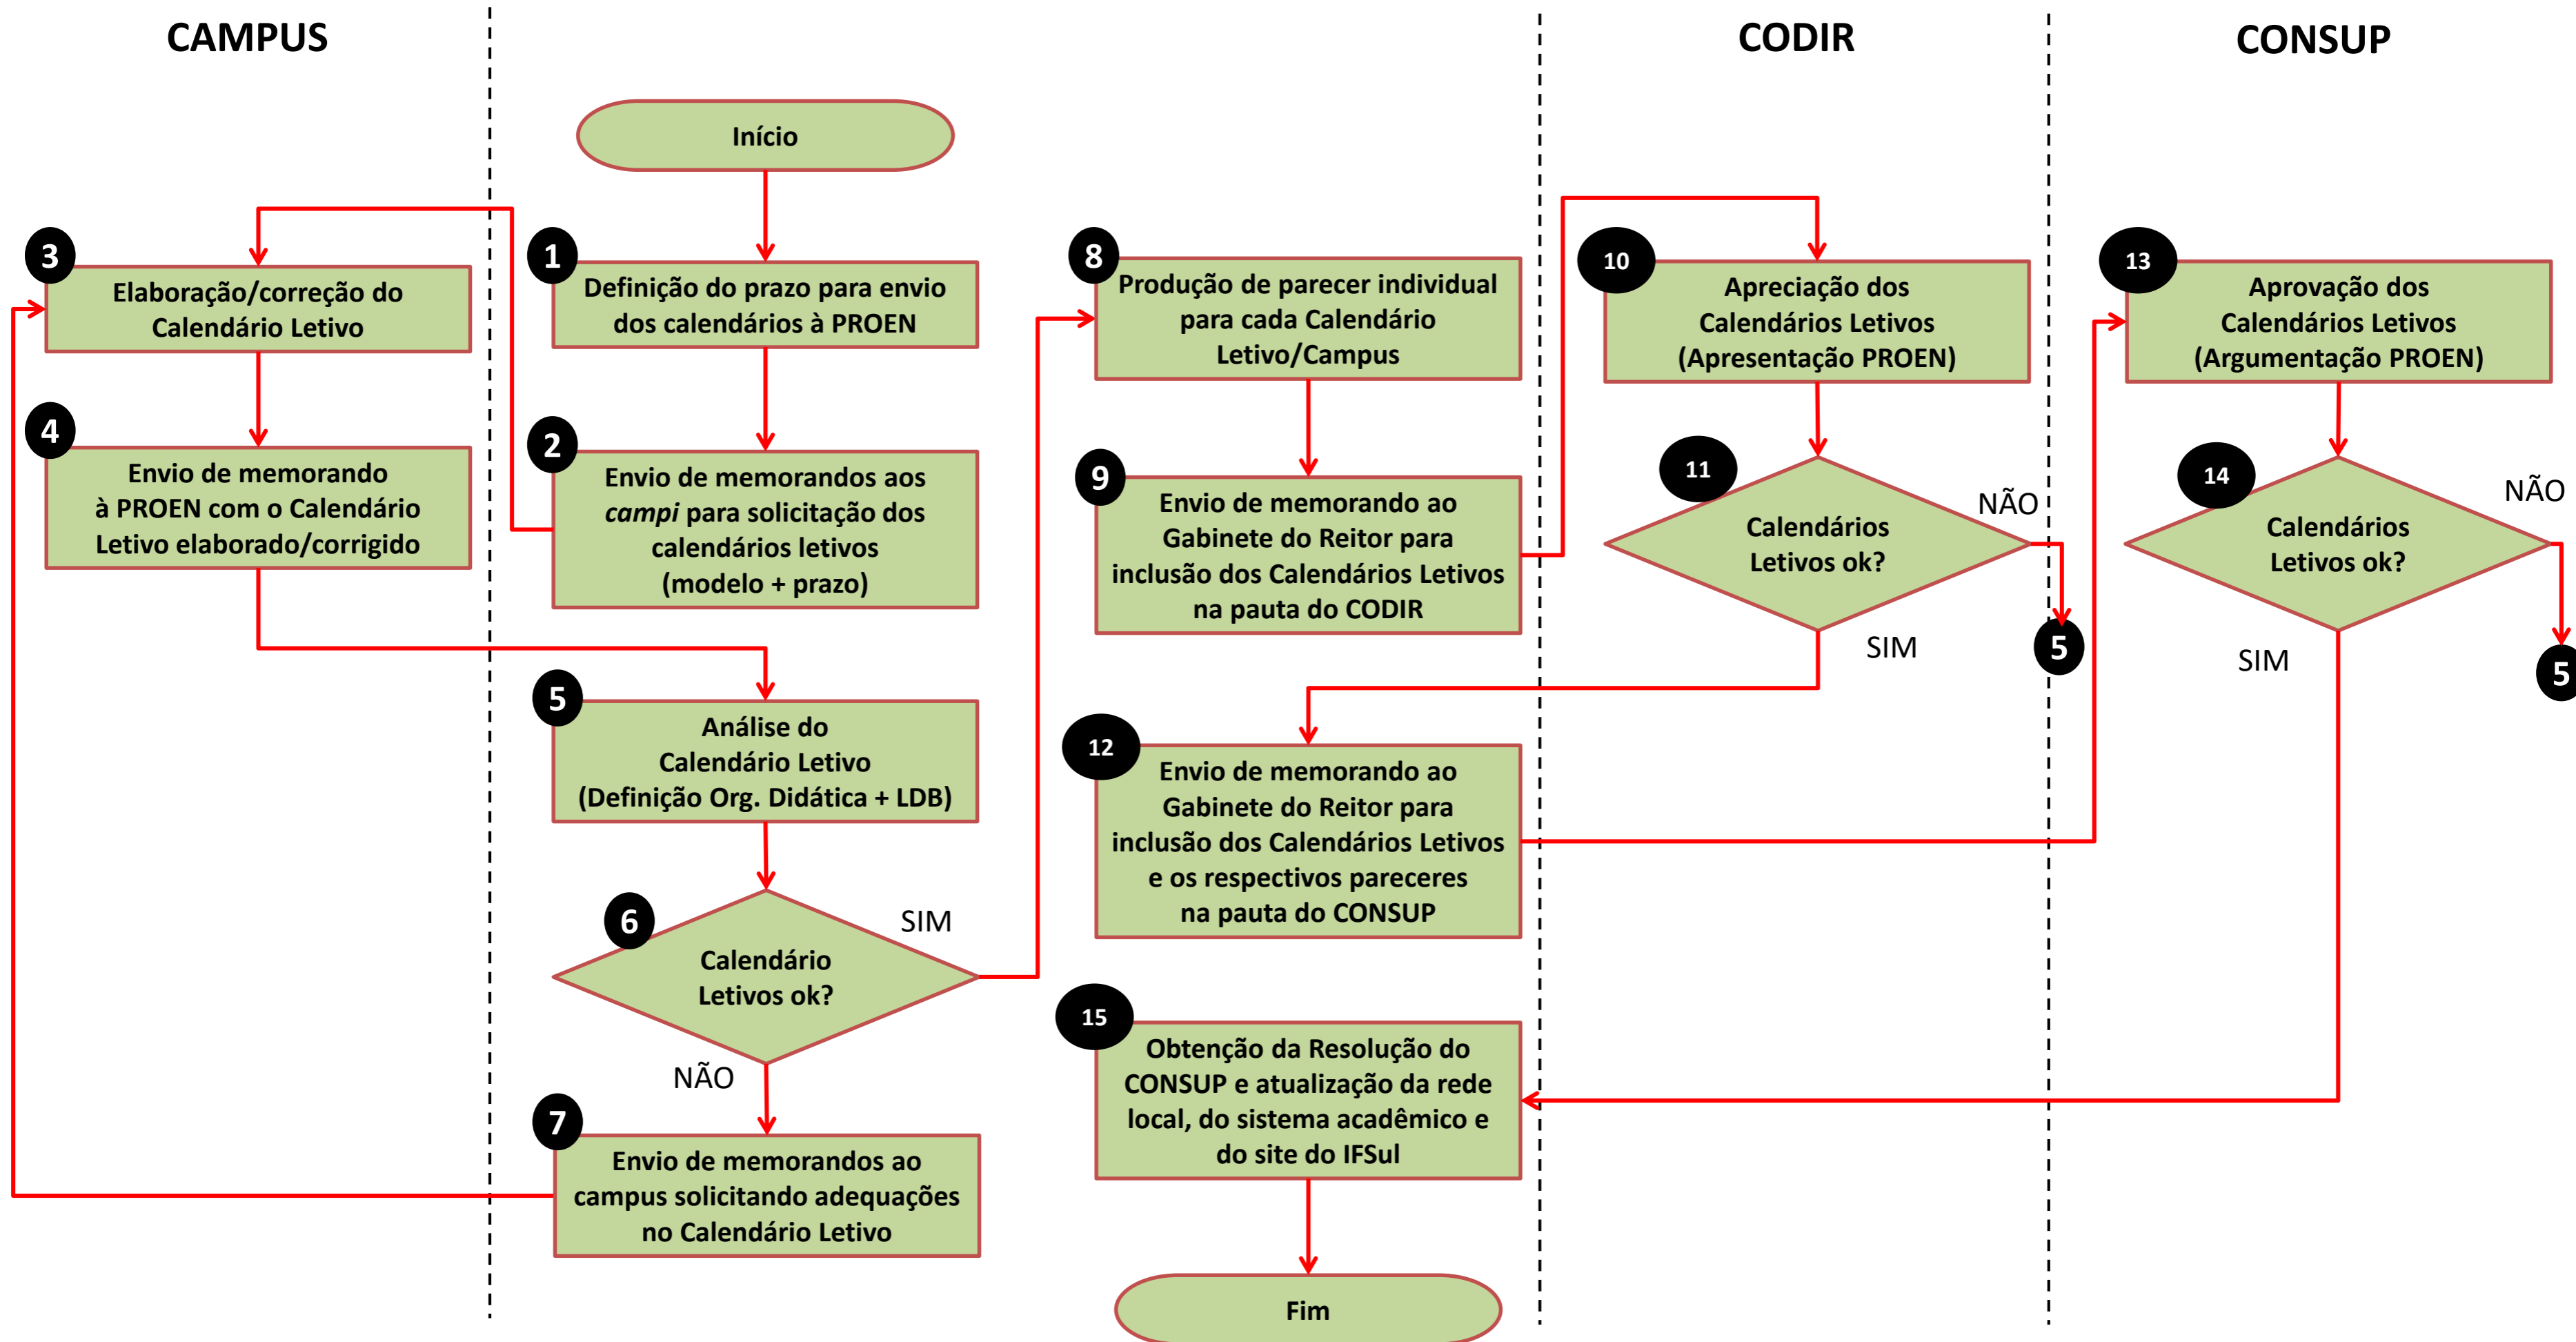 CAMPUS
CODIR
CONSUP
Início
1
Definição do prazo para envio
dos calendários à PROEN
2
Envio de memorandos aos
campi para solicitação dos
calendários letivos
(modelo + prazo)
3
Elaboração/correção do
Calendário Letivo
4
Envio de memorando
à PROEN com o Calendário
Letivo elaborado/corrigido
5
Análise do
Calendário Letivo
(Definição Org. Didática + LDB)
6
Calendário
Letivos ok?
SIM
NÃO
7
Envio de memorandos ao
campus solicitando adequações
no Calendário Letivo
8
Produção de parecer individual
para cada Calendário
Letivo/Campus
9
Envio de memorando ao
Gabinete do Reitor para
inclusão dos Calendários Letivos
na pauta do CODIR
10
Apreciação dos
Calendários Letivos
(Apresentação PROEN)
11
Calendários
Letivos ok?
NÃO
5
SIM
12
Envio de memorando ao
Gabinete do Reitor para
inclusão dos Calendários Letivos
e os respectivos pareceres
na pauta do CONSUP
13
Aprovação dos
Calendários Letivos
(Argumentação PROEN)
14
Calendários
Letivos ok?
NÃO
5
SIM
15
Obtenção da Resolução do
CONSUP e atualização da rede
local, do sistema acadêmico e
do site do IFSul
Fim